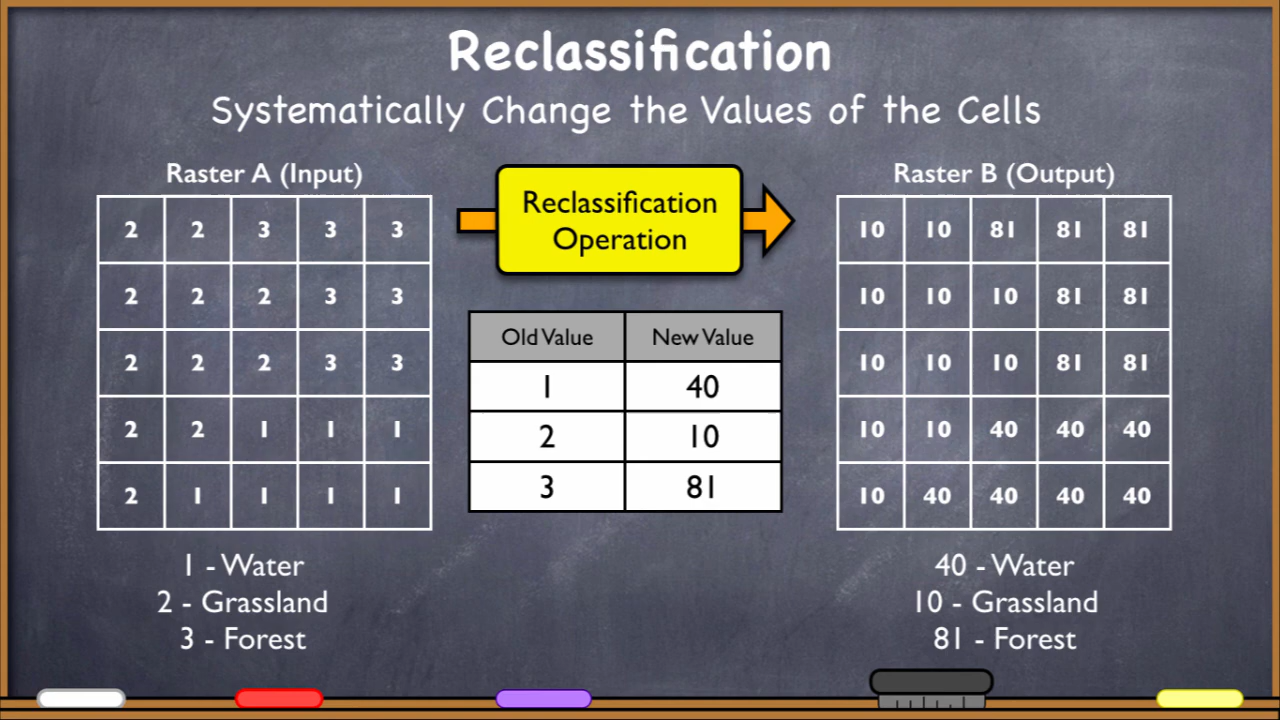 Reclassification
Systematically Change the Values of the Cells
Raster A (Input)
2 2 3 3 3
2 2 2 3 3
2 2 2 3 3
2 2 1 1 1
2 1 1 1 1
1 - Water
2 - Grassland
3 - Forest
Reclassification
Operation
Old Value New Value
1 40
2 10
3 81
Raster B (Output)
10 10 81 81 81
10 10 10 81 81
10 10 10 81 81
10 10 40 40 40
10 40 40 40 40
40 - Water
10 - Grassland
81 - Forest